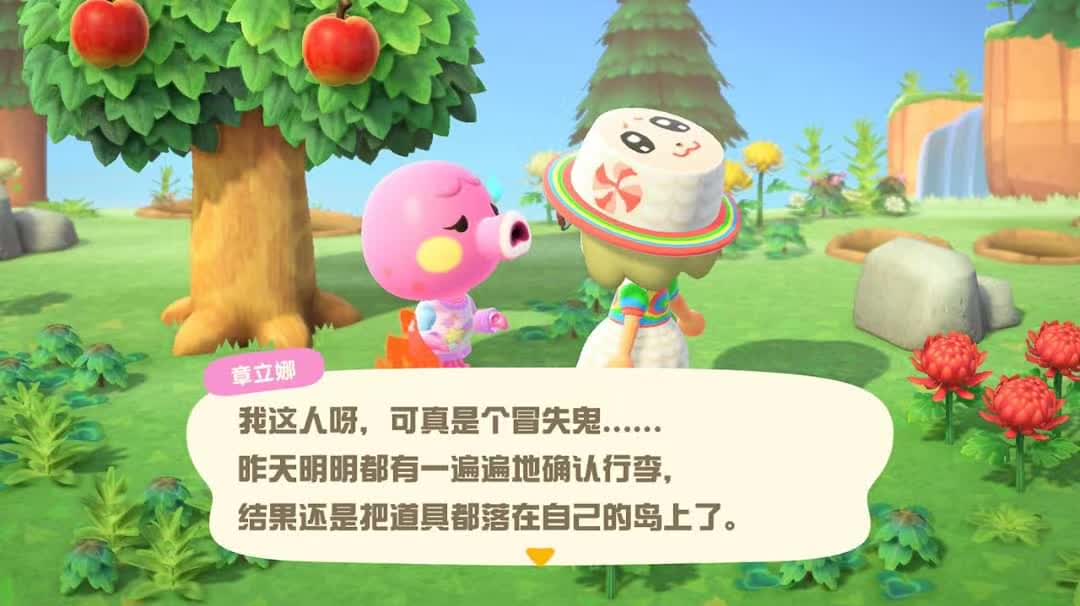 章立娜
我这人呀，可真是个冒失鬼……
昨天明明都有一遍遍地确认行李，
结果还是把道具都落在自己的岛上了。